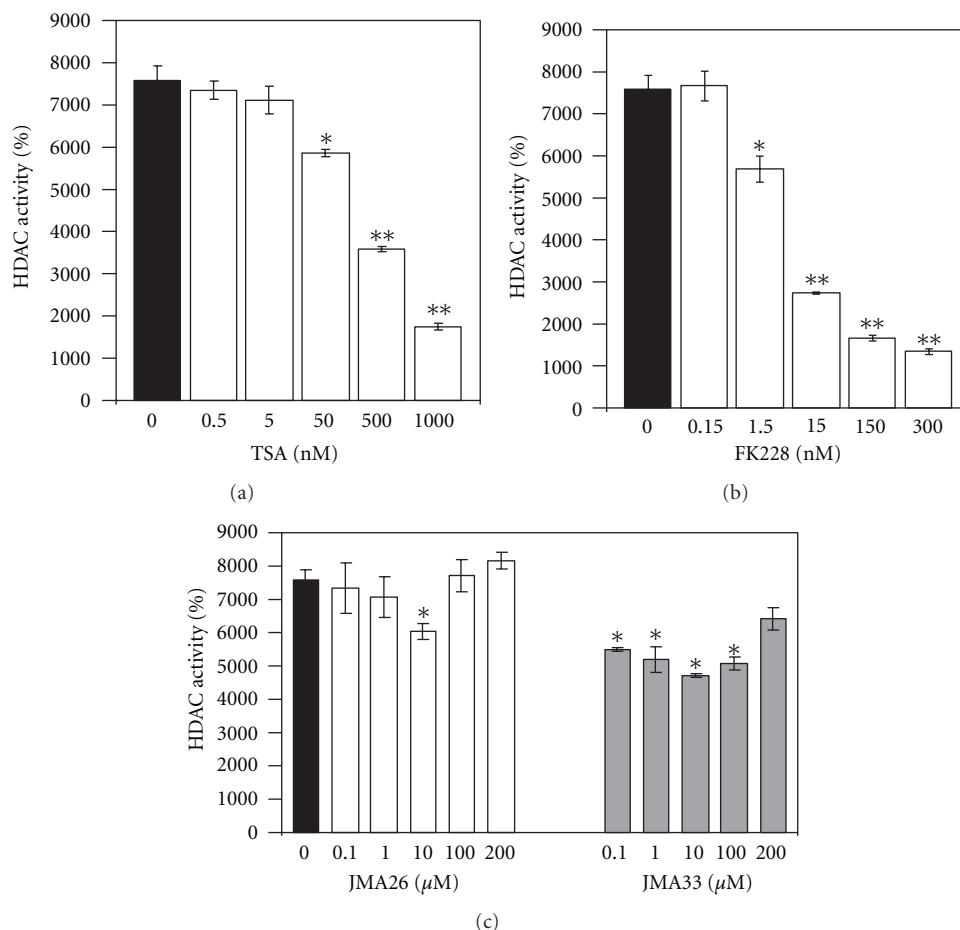 9000
8000
7000
6000
5000
4000
3000
2000
1000
0
HDAC activity (%)
*
**
**
0 0.5 5 50 500 1000
TSA (nM)
(a)
9000
8000
7000
6000
5000
4000
3000
2000
1000
0
HDAC activity (%)
*
**
**
**
0 0.15 1.5 15 150 300
FK228 (nM)
(b)
9000
8000
7000
6000
5000
4000
3000
2000
1000
0
HDAC activity (%)
*
* * * *
0 0.1 1 10 100 200 0.1 1 10 100 200
JMA26 (μM) JMA33 (μM)
(c)